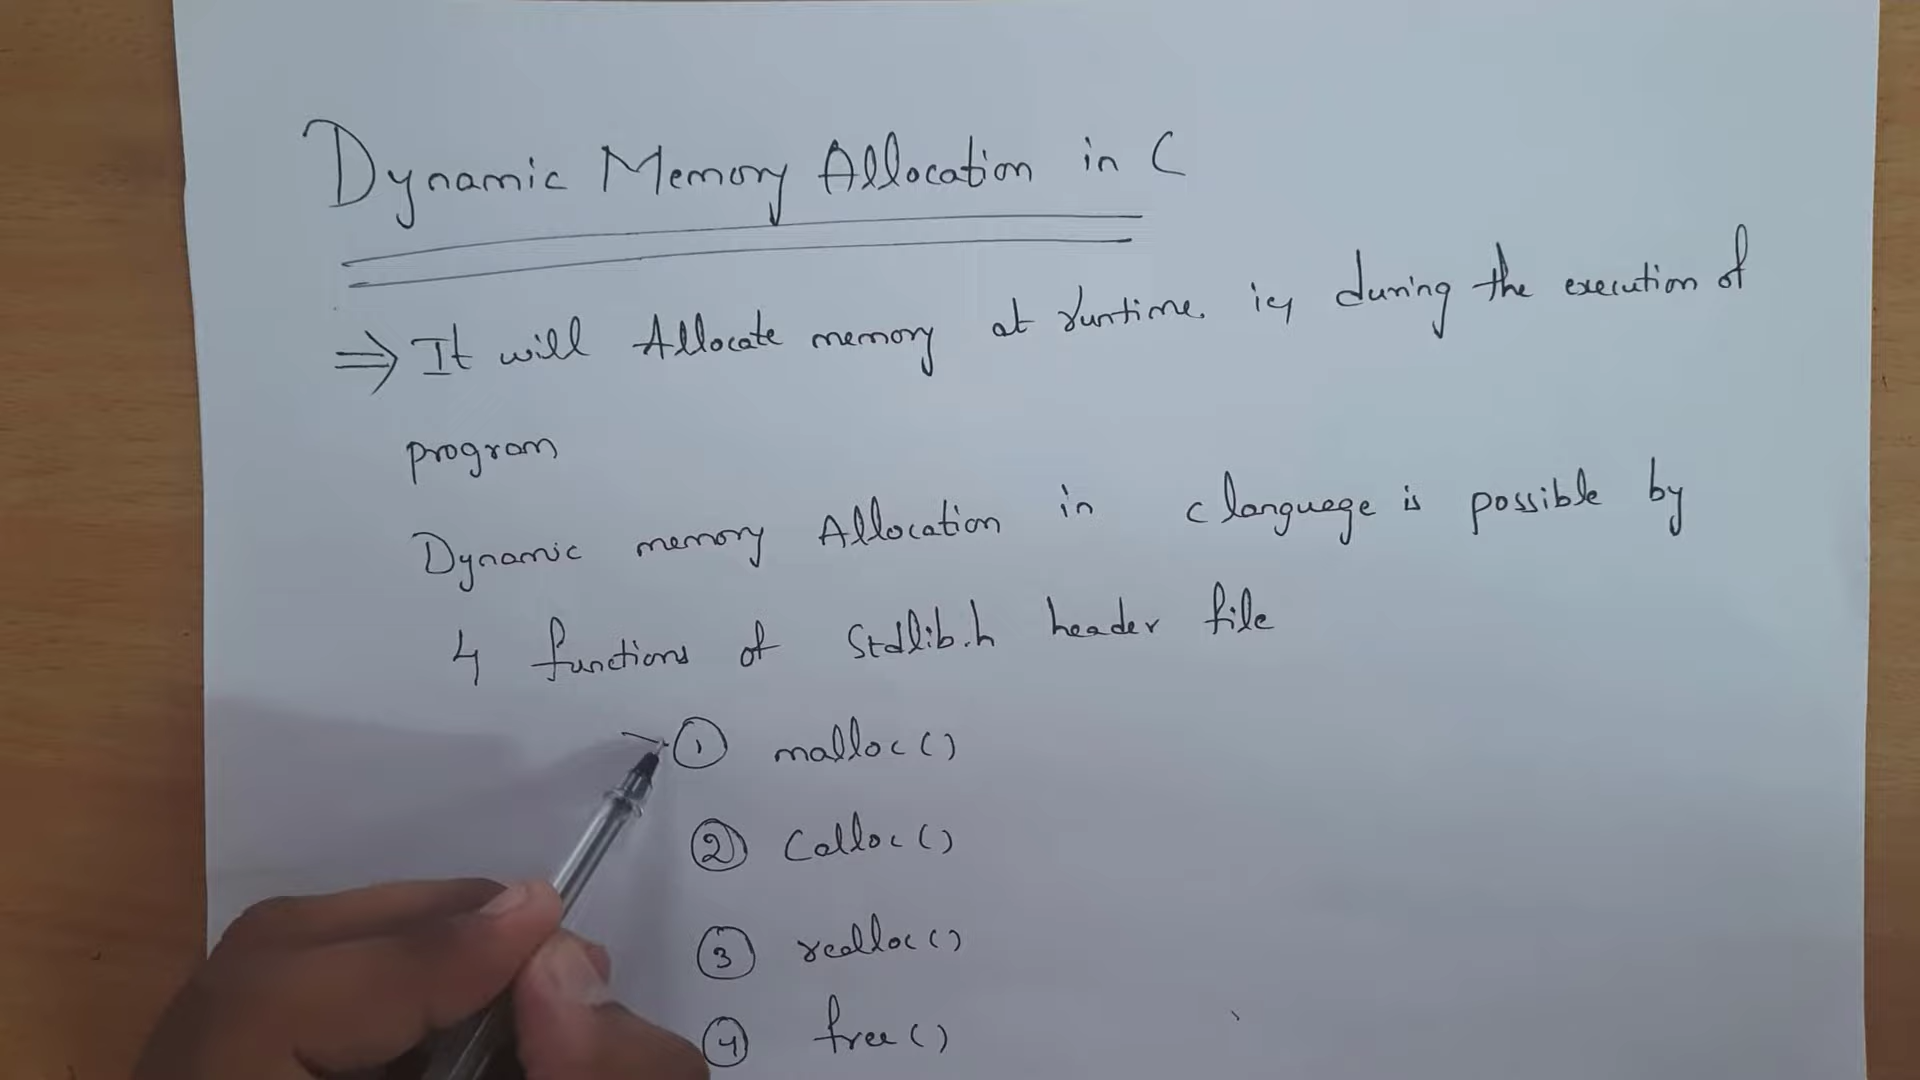 Dynamic Memory Allocation in C
⇒ It will Allocate memory at runtime. ie, during the execution of
program
Dynamic memory Allocation in c language is possible by
4 functions of Stdlib.h header file
① malloc()
② Calloc()
③ realloc()
④ free()